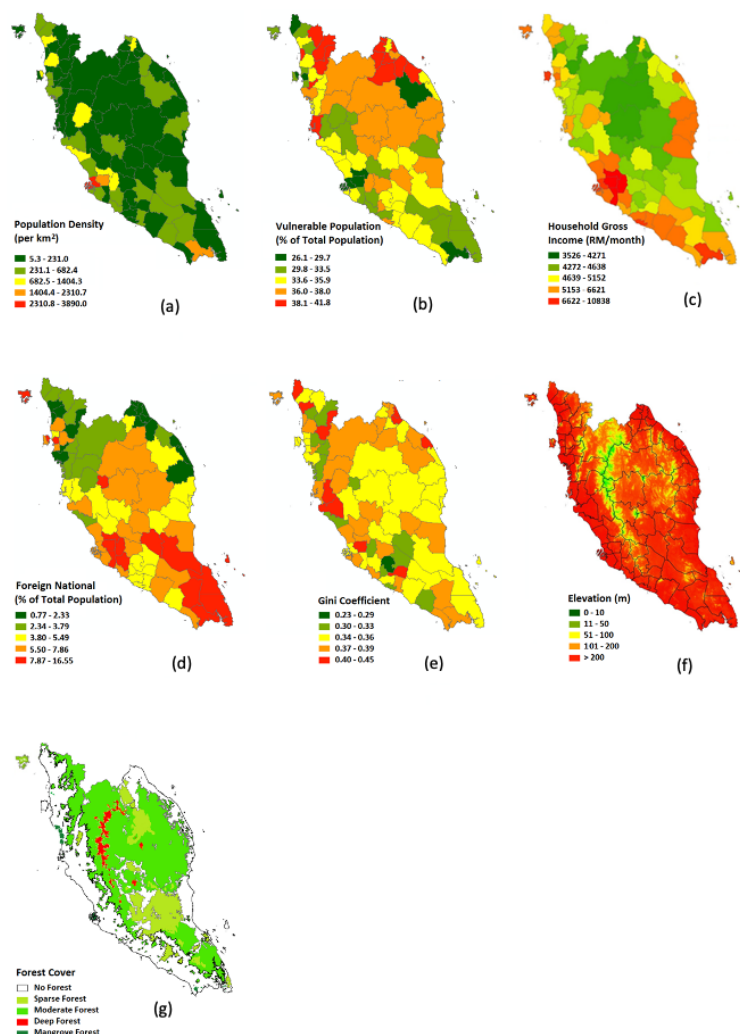 Population Density
(per km²)
5.3 - 231.0
231.1 - 682.4
682.5 - 1404.3
1404.4 - 2310.7
2310.8 - 3890.0
(a)
Vulnerable Population
(% of Total Population)
26.1 - 29.7
29.8 - 33.5
33.6 - 35.9
36.0 - 38.0
38.1 - 41.8
(b)
Household Gross
Income (RM/month)
3526 - 4271
4272 - 4638
4639 - 5152
5153 - 6621
6622 - 10838
(c)
Foreign National
(% of Total Population)
0.77 - 2.33
2.34 - 3.79
3.80 - 5.49
5.50 - 7.86
7.87 - 16.55
(d)
Gini Coefficient
0.23 - 0.29
0.30 - 0.33
0.34 - 0.36
0.37 - 0.39
0.40 - 0.45
(e)
Elevation (m)
0 - 10
11 - 50
51 - 100
101 - 200
> 200
(f)
Forest Cover
No Forest
Sparse Forest
Moderate Forest
Deep Forest
Mangrove Forest
(g)